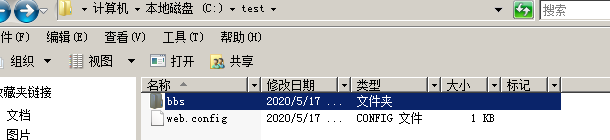 计算机 ▸ 本地磁盘 (C:) ▸ test ▸
搜索
件(F) 编辑(E) 查看(V) 工具(T) 帮助(H)
组织 视图 打开 共享
收藏夹链接
文档
图片
名称 修改日期 类型 大小 标记
bbs 2020/5/17 ... 文件夹
web.config 2020/5/17 ... CONFIG 文件 1 KB